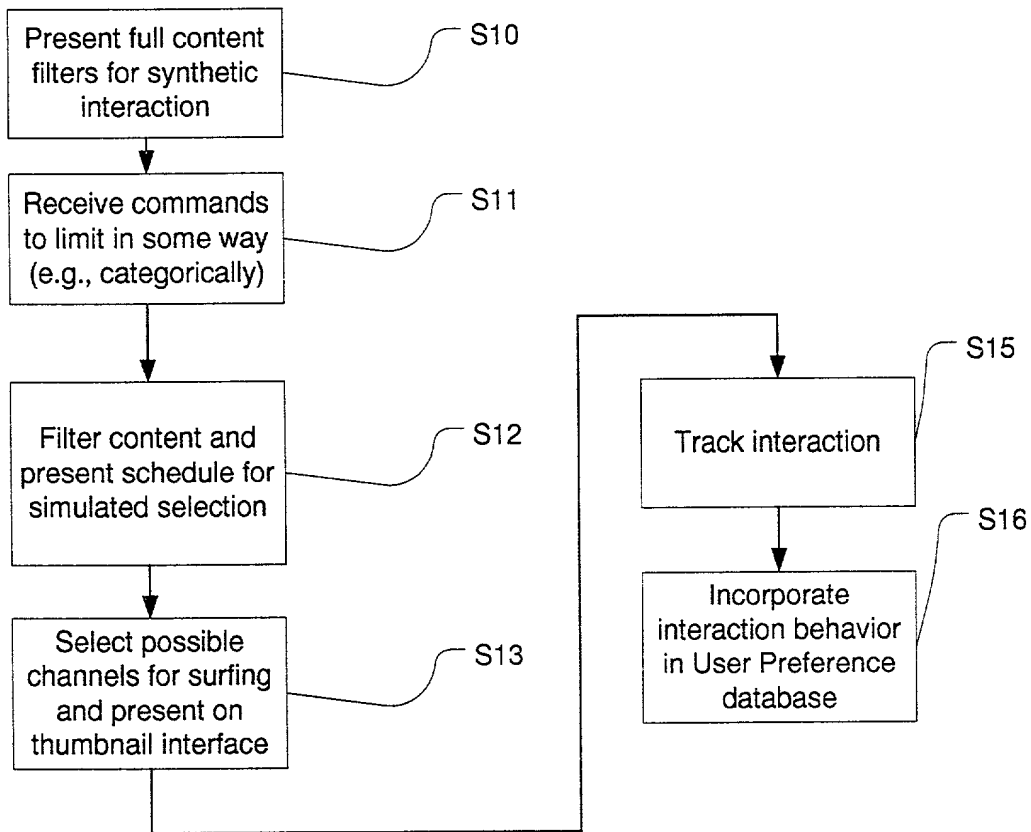 Present full content
filters for synthetic
interaction
S10
Receive commands
to limit in some way
(e.g., categorically)
S11
Filter content and
present schedule for
simulated selection
S12
Select possible
channels for surfing
and present on
thumbnail interface
S13
Track interaction
S15
Incorporate
interaction behavior
in User Preference
database
S16